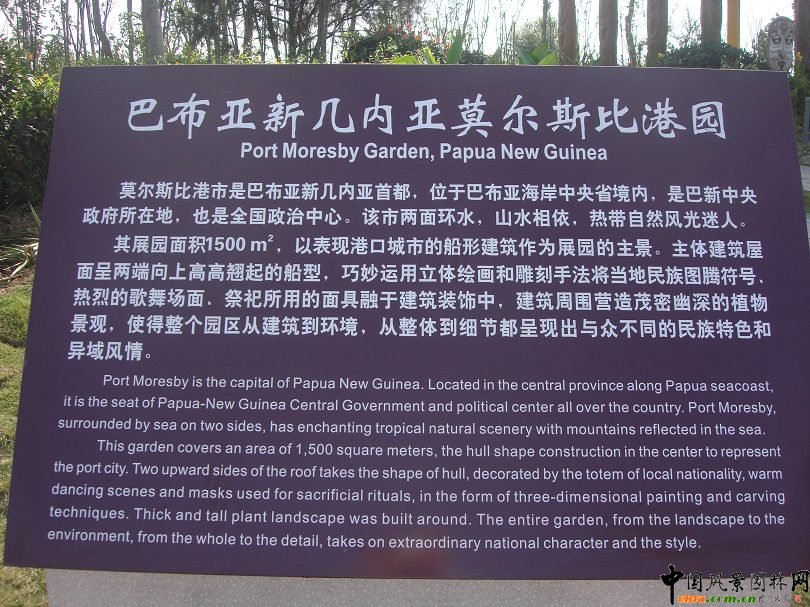 巴布亚新几内亚莫尔斯比港园
Port Moresby Garden, Papua New Guinea
莫尔斯比港市是巴布亚新几内亚首都，位于巴布亚海岸中央省境内，是巴新中央
政府所在地，也是全国政治中心。该市两面环水，山水相依，热带自然风光迷人。
其展园面积1500 m²，以表现港口城市的船形建筑作为展园的主景。主体建筑屋
面呈两端向上高高翘起的船型，巧妙运用立体绘画和雕刻手法将当地民族图腾符号、
热烈的歌舞场面、祭祀所用的面具融于建筑装饰中，建筑周围营造茂密幽深的植物
景观，使得整个园区从建筑到环境，从整体到细节都呈现出与众不同的民族特色和
异域风情。
Port Moresby is the capital of Papua New Guinea. Located in the central province along Papua seacoast,
it is the seat of Papua-New Guinea Central Government and political center all over the country. Port Moresby,
surrounded by sea on two sides, has enchanting tropical natural scenery with mountains reflected in the sea.
This garden covers an area of 1,500 square meters, the hull shape construction in the center to represent
the port city. Two upward sides of the roof takes the shape of hull, decorated by the totem of local nationality, warm
dancing scenes and masks used for sacrificial rituals, in the form of three-dimensional painting and carving
techniques. Thick and tall plant landscape was built around. The entire garden, from the landscape to the
environment, from the whole to the detail, takes on extraordinary national character and the style.
中国风景园林网
chla.com.cn